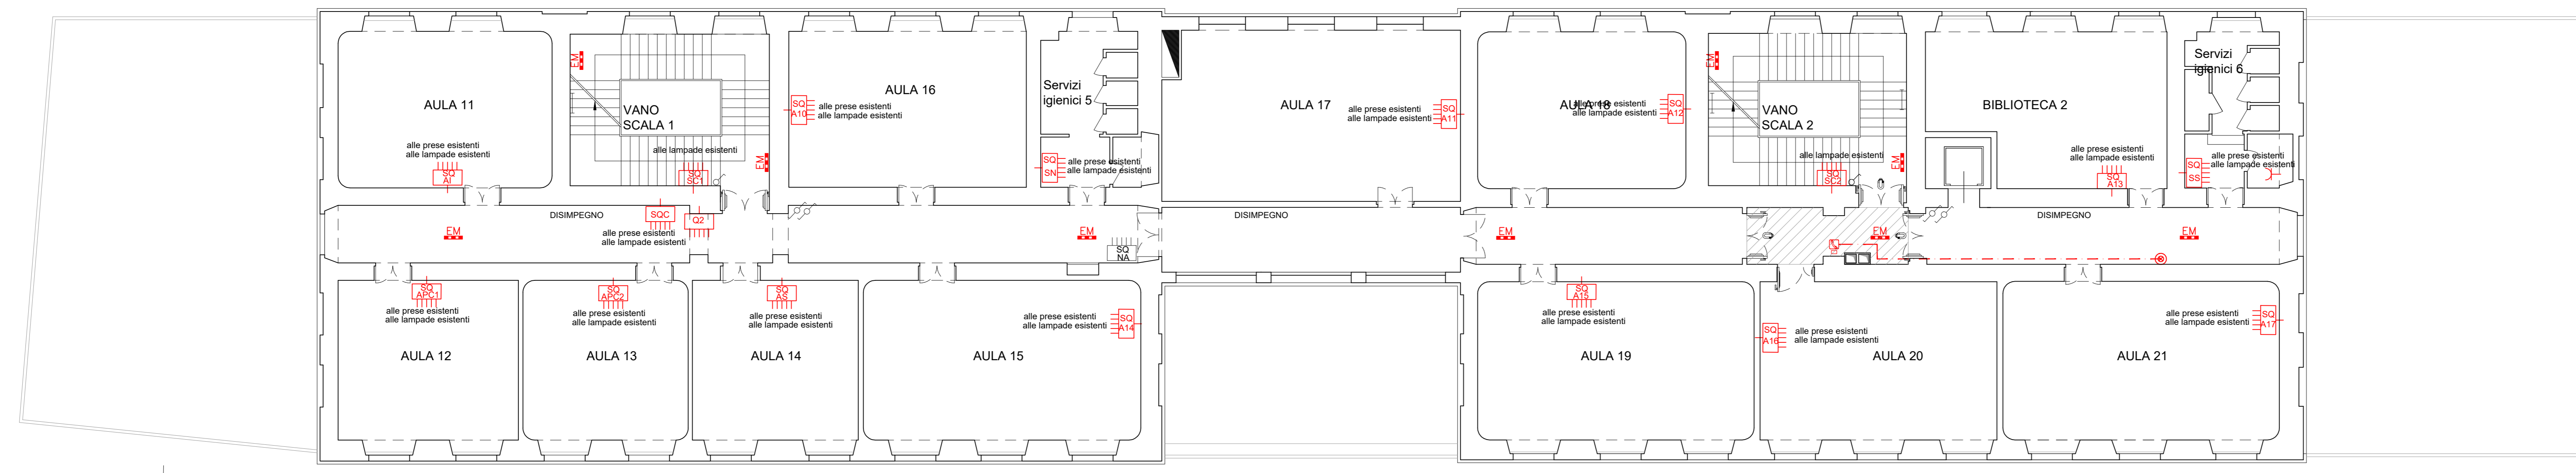 EM
AULA 11
alle prese esistenti
alle lampade esistenti
SQ
AI
VANO
SCALA 1
alle lampade esistenti
SQ
SC1
EM
AULA 16
SQ
A10
alle prese esistenti
alle lampade esistenti
Servizi
igienici 5
SQ
SN
alle prese esistenti
alle lampade esistenti
AULA 17
alle prese esistenti
alle lampade esistenti
SQ
A11
AULA 18
alle prese esistenti
alle lampade esistenti
SQ
A12
EM
VANO
SCALA 2
alle lampade esistenti
SQ
SC2
EM
BIBLIOTECA 2
alle prese esistenti
alle lampade esistenti
SQ
A13
Servizi
igienici 6
SQ
SS
alle prese esistenti
alle lampade esistenti
DISIMPEGNO
EM
SQC
alle prese esistenti
alle lampade esistenti
Q2
EM
SQ
NA
DISIMPEGNO
EM
EM
DISIMPEGNO
EM
SQ
APC1
alle prese esistenti
alle lampade esistenti
AULA 12
SQ
APC2
alle prese esistenti
alle lampade esistenti
AULA 13
SQ
AS
alle prese esistenti
alle lampade esistenti
AULA 14
alle prese esistenti
alle lampade esistenti
SQ
A14
AULA 15
SQ
A15
alle prese esistenti
alle lampade esistenti
AULA 19
SQ
A16
alle prese esistenti
alle lampade esistenti
AULA 20
alle prese esistenti
alle lampade esistenti
SQ
A17
AULA 21